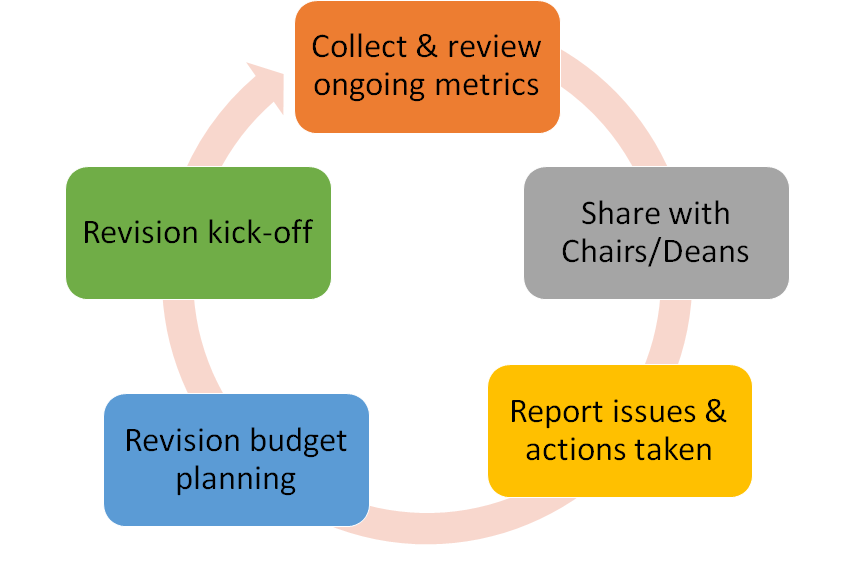 Collect & review
ongoing metrics
Share with
Chairs/Deans
Report issues &
actions taken
Revision budget
planning
Revision kick-off